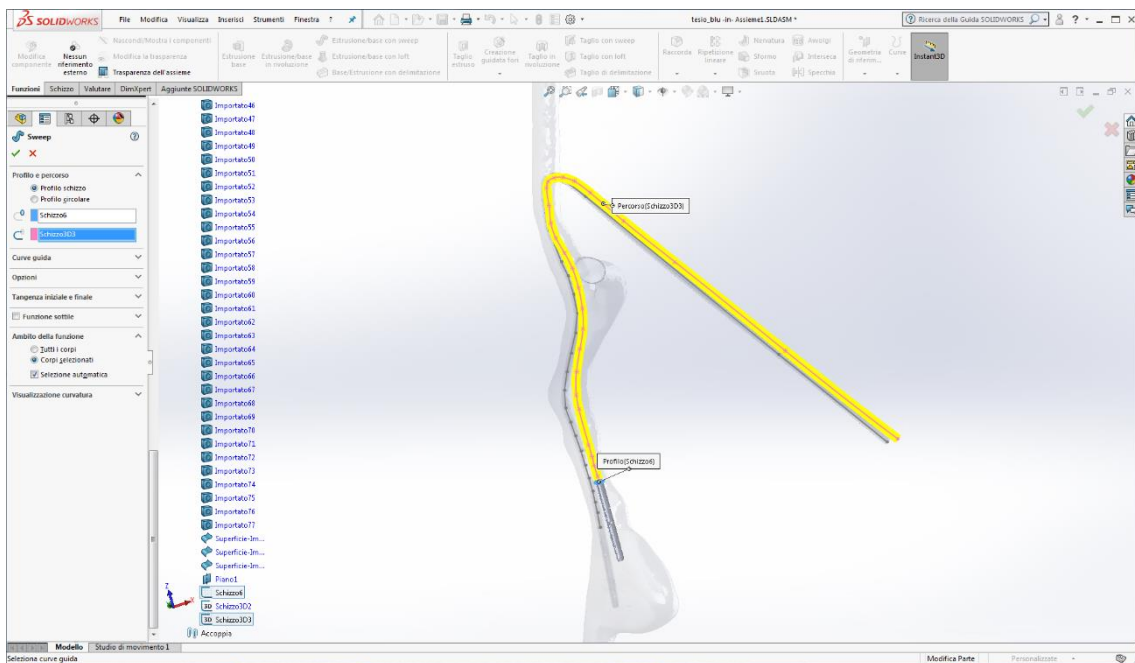 SOLIDWORKS File Modifica Visualizza Inserisci Strumenti Finestra ? tesio_blu -in- Assieme1.SLDASM * Ricerca della Guida SOLIDWORKS
Modifica componente
Nessun riferimento esterno
Nascondi/Mostra i componenti
Modifica la trasparenza
Trasparenza dell'assieme
Estrusione base
Estrusione/base in rivoluzione
Estrusione/base con sweep
Estrusione/base con loft
Base/Estrusione con delimitazione
Taglio estruso
Creazione guidata fori
Taglio in rivoluzione
Taglio con sweep
Taglio con loft
Taglio di delimitazione
Raccorda
Ripetizione lineare
Nervatura
Sformo
Svuota
Avvolgi
Interseca
Specchia
Geometria di riferim...
Curve
Instant3D
Funzioni Schizzo Valutare DimXpert Aggiunte SOLIDWORKS
Sweep
Profilo e percorso
Profilo schizzo
Profilo circolare
Schizzo6
Schizzo3D3
Curve guida
Opzioni
Tangenza iniziale e finale
Funzione sottile
Ambito della funzione
Tutti i corpi
Corpi selezionati
Selezione automatica
Visualizzazione curvatura
Importato46
Importato47
Importato48
Importato49
Importato50
Importato51
Importato52
Importato53
Importato54
Importato55
Importato56
Importato57
Importato58
Importato59
Importato60
Importato61
Importato62
Importato63
Importato64
Importato65
Importato66
Importato67
Importato68
Importato69
Importato70
Importato71
Importato72
Importato73
Importato74
Importato75
Importato76
Importato77
Superficie-Im...
Superficie-Im...
Superficie-Im...
Piano1
Schizzo6
3D Schizzo3D2
3D Schizzo3D3
Accoppia
Percorso(Schizzo3D3)
Profilo(Schizzo6)
Z
X
Modello Studio di movimento 1
Seleziona curve guida Modifica Parte Personalizzate